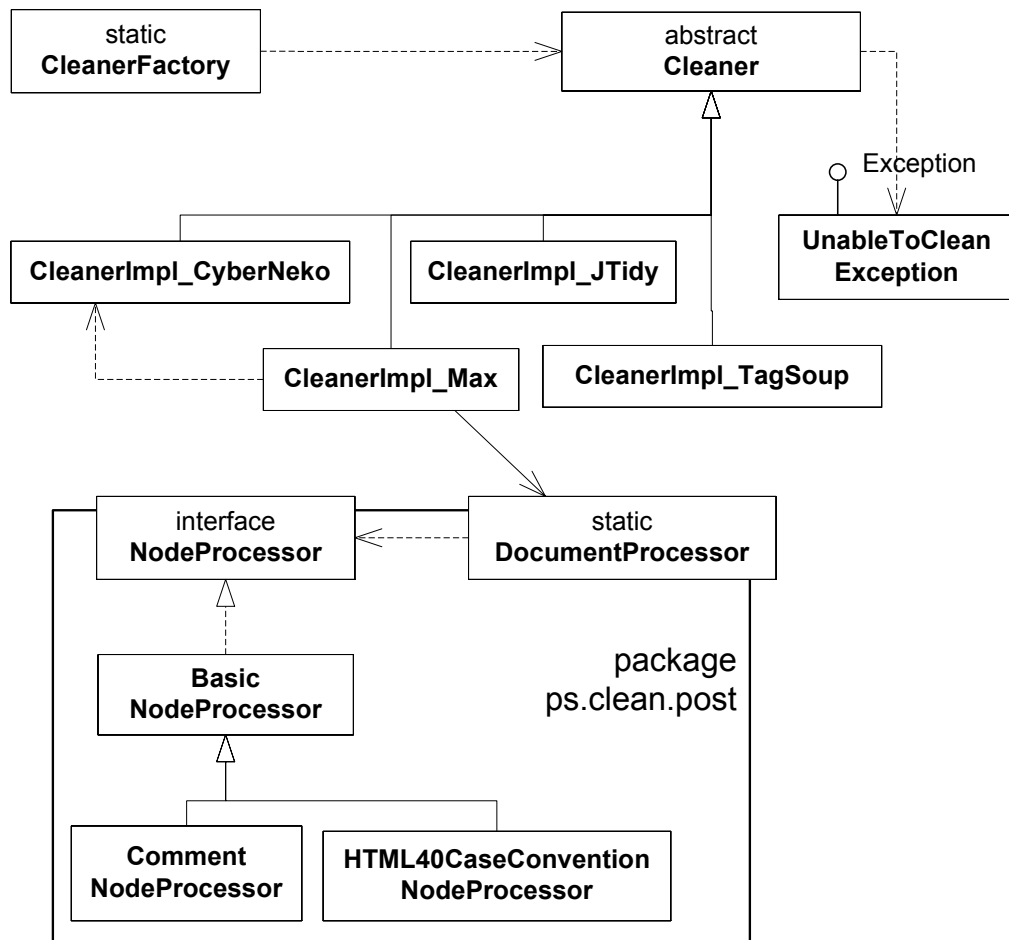 static
CleanerFactory
abstract
Cleaner
Exception
UnableToClean
Exception
CleanerImpl_CyberNeko
CleanerImpl_JTidy
CleanerImpl_Max
CleanerImpl_TagSoup
interface
NodeProcessor
static
DocumentProcessor
package
ps.clean.post
Basic
NodeProcessor
Comment
NodeProcessor
HTML40CaseConvention
NodeProcessor